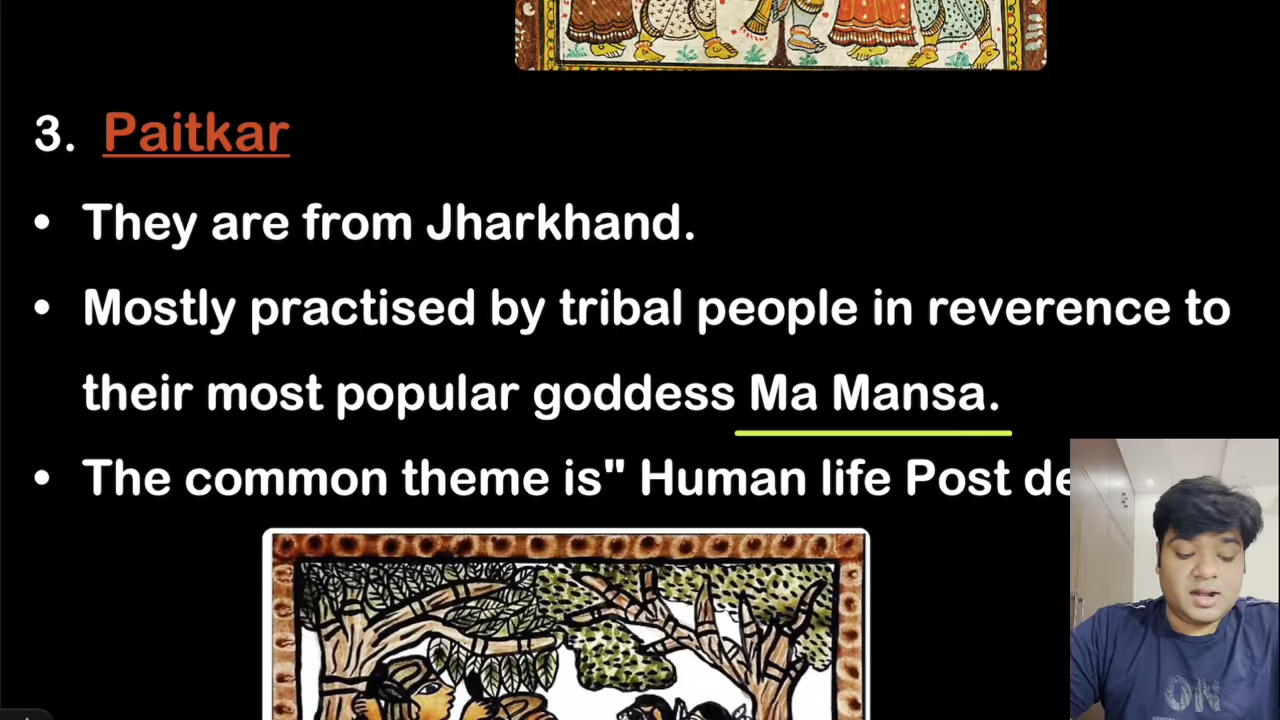 3. Paitkar
• They are from Jharkhand.
• Mostly practised by tribal people in reverence to
their most popular goddess Ma Mansa.
• The common theme is" Human life Post de
ON